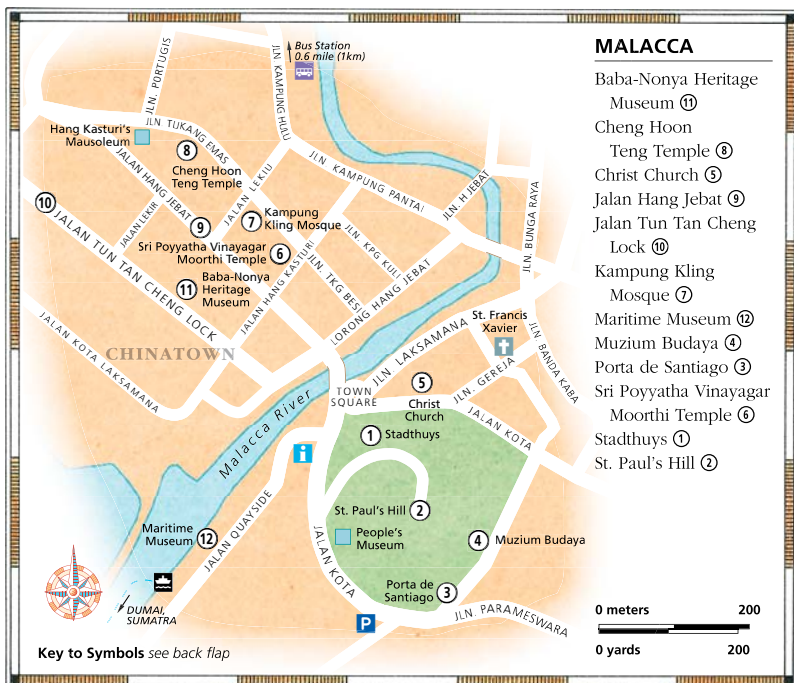 MALACCA
Baba-Nonya Heritage
Museum 11
Cheng Hoon
Teng Temple 8
Christ Church 5
Jalan Hang Jebat 9
Jalan Tun Tan Cheng
Lock 10
Kampung Kling
Mosque 7
Maritime Museum 12
Muzium Budaya 4
Porta de Santiago 3
Sri Poyyatha Vinayagar
Moorthi Temple 6
Stadthuys 1
St. Paul's Hill 2
0 meters 200
0 yards 200
Bus Station
0.6 mile (1km)
JLN. PORTUGIS
JLN. KAMPUNG HULU
JLN. TUKANG EMAS
Hang Kasturi's
Mausoleum
8
Cheng Hoon
Teng Temple
JALAN HANG JEBAT
JALAN LEKIU
JLN. KAMPUNG PANTAI
JLN. H JEBAT
JLN. BUNGA RAYA
10
JALAN TUN TAN CHENG LOCK
JALAN LEKIR
9
7
Kampung
Kling Mosque
Sri Poyyatha Vinayagar
Moorthi Temple
6
JLN. KPG KULI
JLN. TKG BESI
JALAN HANG KASTURI
LORONG HANG JEBAT
11
Baba-Nonya
Heritage
Museum
JALAN KOTA LAKSAMANA
CHINATOWN
St. Francis
Xavier
JLN. LAKSAMANA
JLN. GEREJA
JLN. BANDA KABA
TOWN
SQUARE
5
Christ
Church
JALAN KOTA
Malacca River
1
Stadthuys
i
St. Paul's Hill
2
People's
Museum
JALAN KOTA
4
Muzium Budaya
Maritime
Museum
12
JALAN QUAYSIDE
Porta de
Santiago
3
JLN. PARAMESWARA
P
DUMAI,
SUMATRA
Key to Symbols see back flap